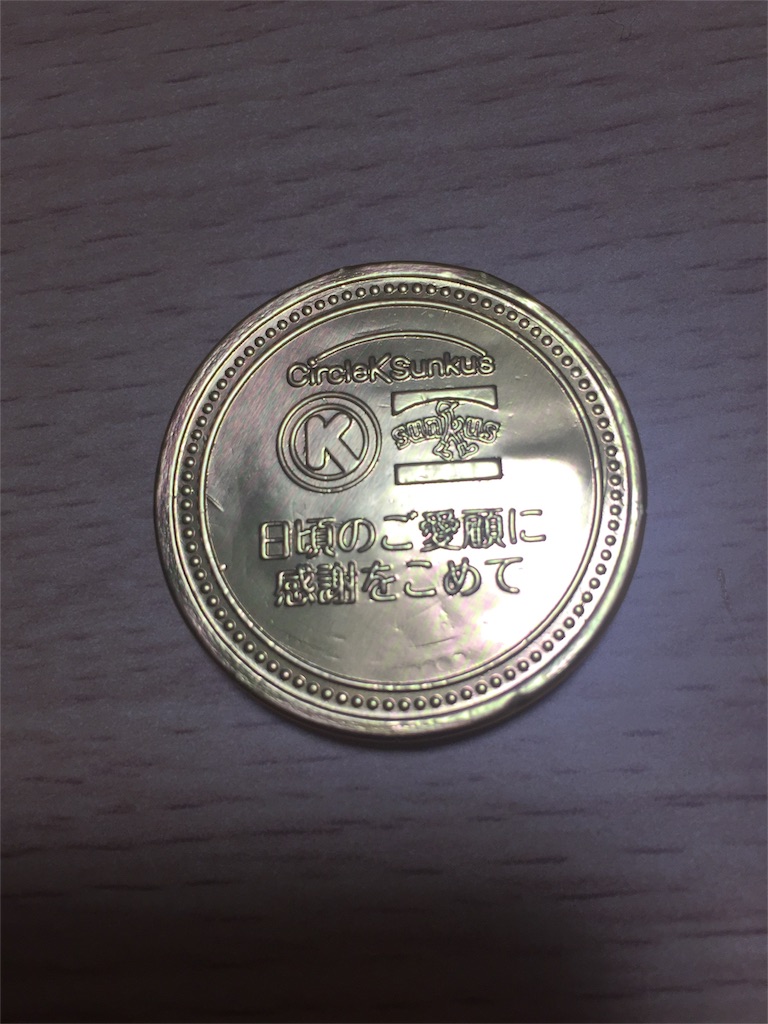 CircleKSunkus
K
sunkus
日頃のご愛顧に
感謝をこめて